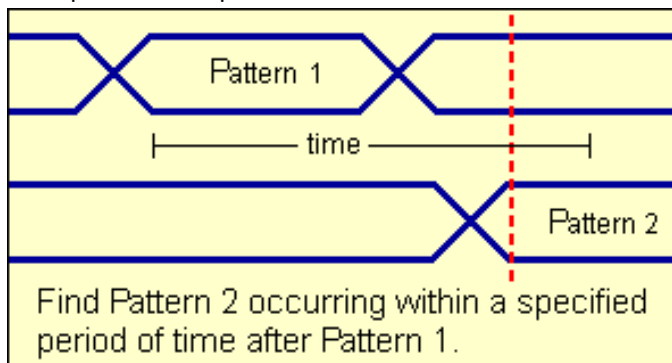 Pattern 1
time
Pattern 2
Find Pattern 2 occurring within a specified
period of time after Pattern 1.